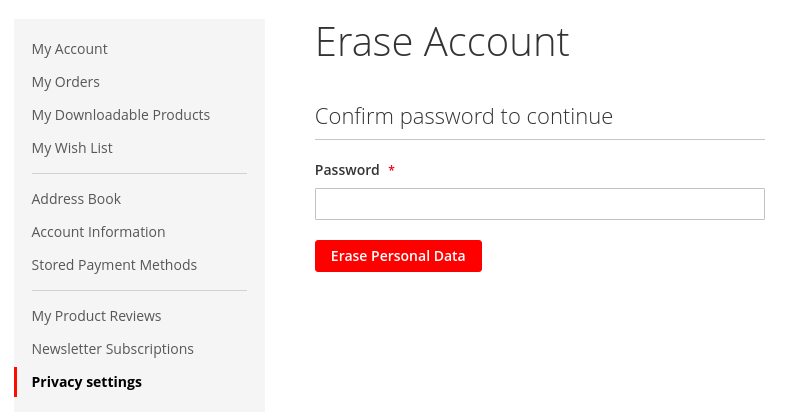 My Account
My Orders
My Downloadable Products
My Wish List
Address Book
Account Information
Stored Payment Methods
My Product Reviews
Newsletter Subscriptions
Privacy settings
Erase Account
Confirm password to continue
Password *
Erase Personal Data